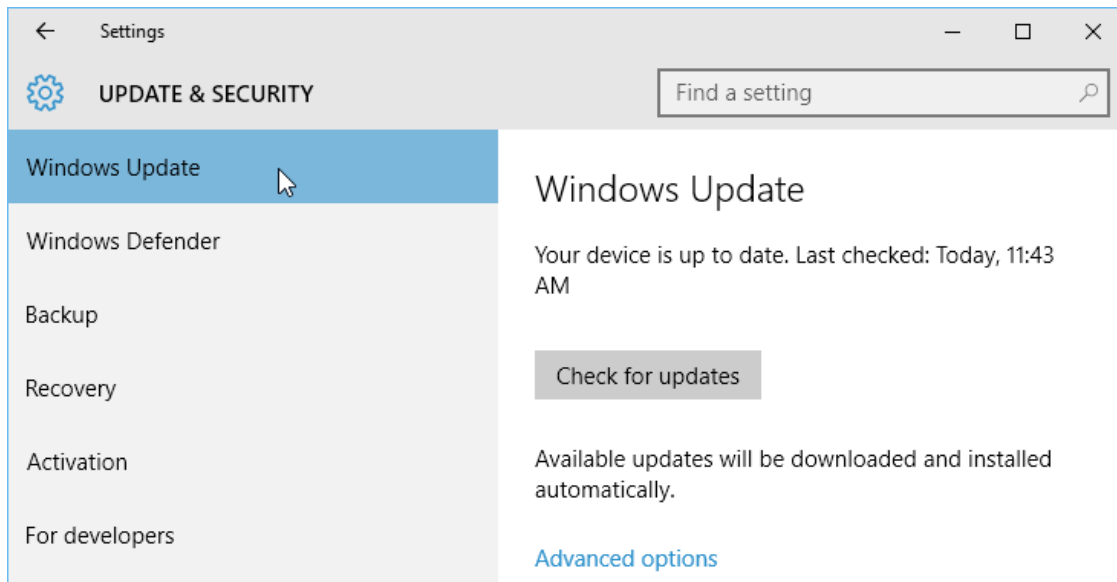 Settings
UPDATE & SECURITY
Find a setting
Windows Update
Windows Defender
Backup
Recovery
Activation
For developers
Windows Update
Your device is up to date. Last checked: Today, 11:43
AM
Check for updates
Available updates will be downloaded and installed
automatically.
Advanced options